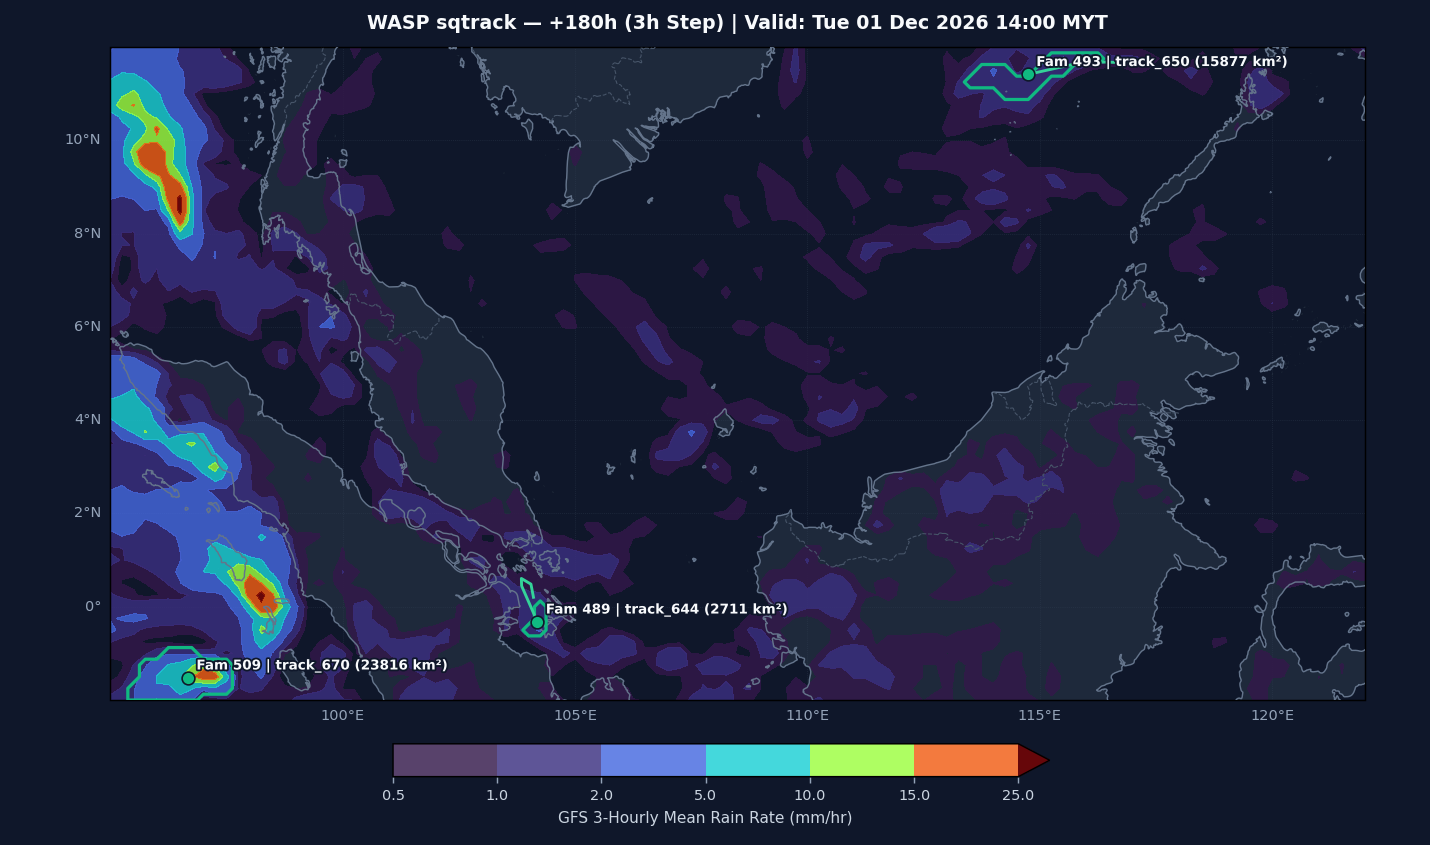 WASP sqtrack — +180h (3h Step) | Valid: Tue 01 Dec 2026 14:00 MYT
Fam 493 | track_650 (15877 km²)
10°N
8°N
6°N
4°N
2°N
0°
Fam 489 | track_644 (2711 km²)
Fam 509 | track_670 (23816 km²)
100°E 105°E 110°E 115°E 120°E
0.5 1.0 2.0 5.0 10.0 15.0 25.0
GFS 3-Hourly Mean Rain Rate (mm/hr)